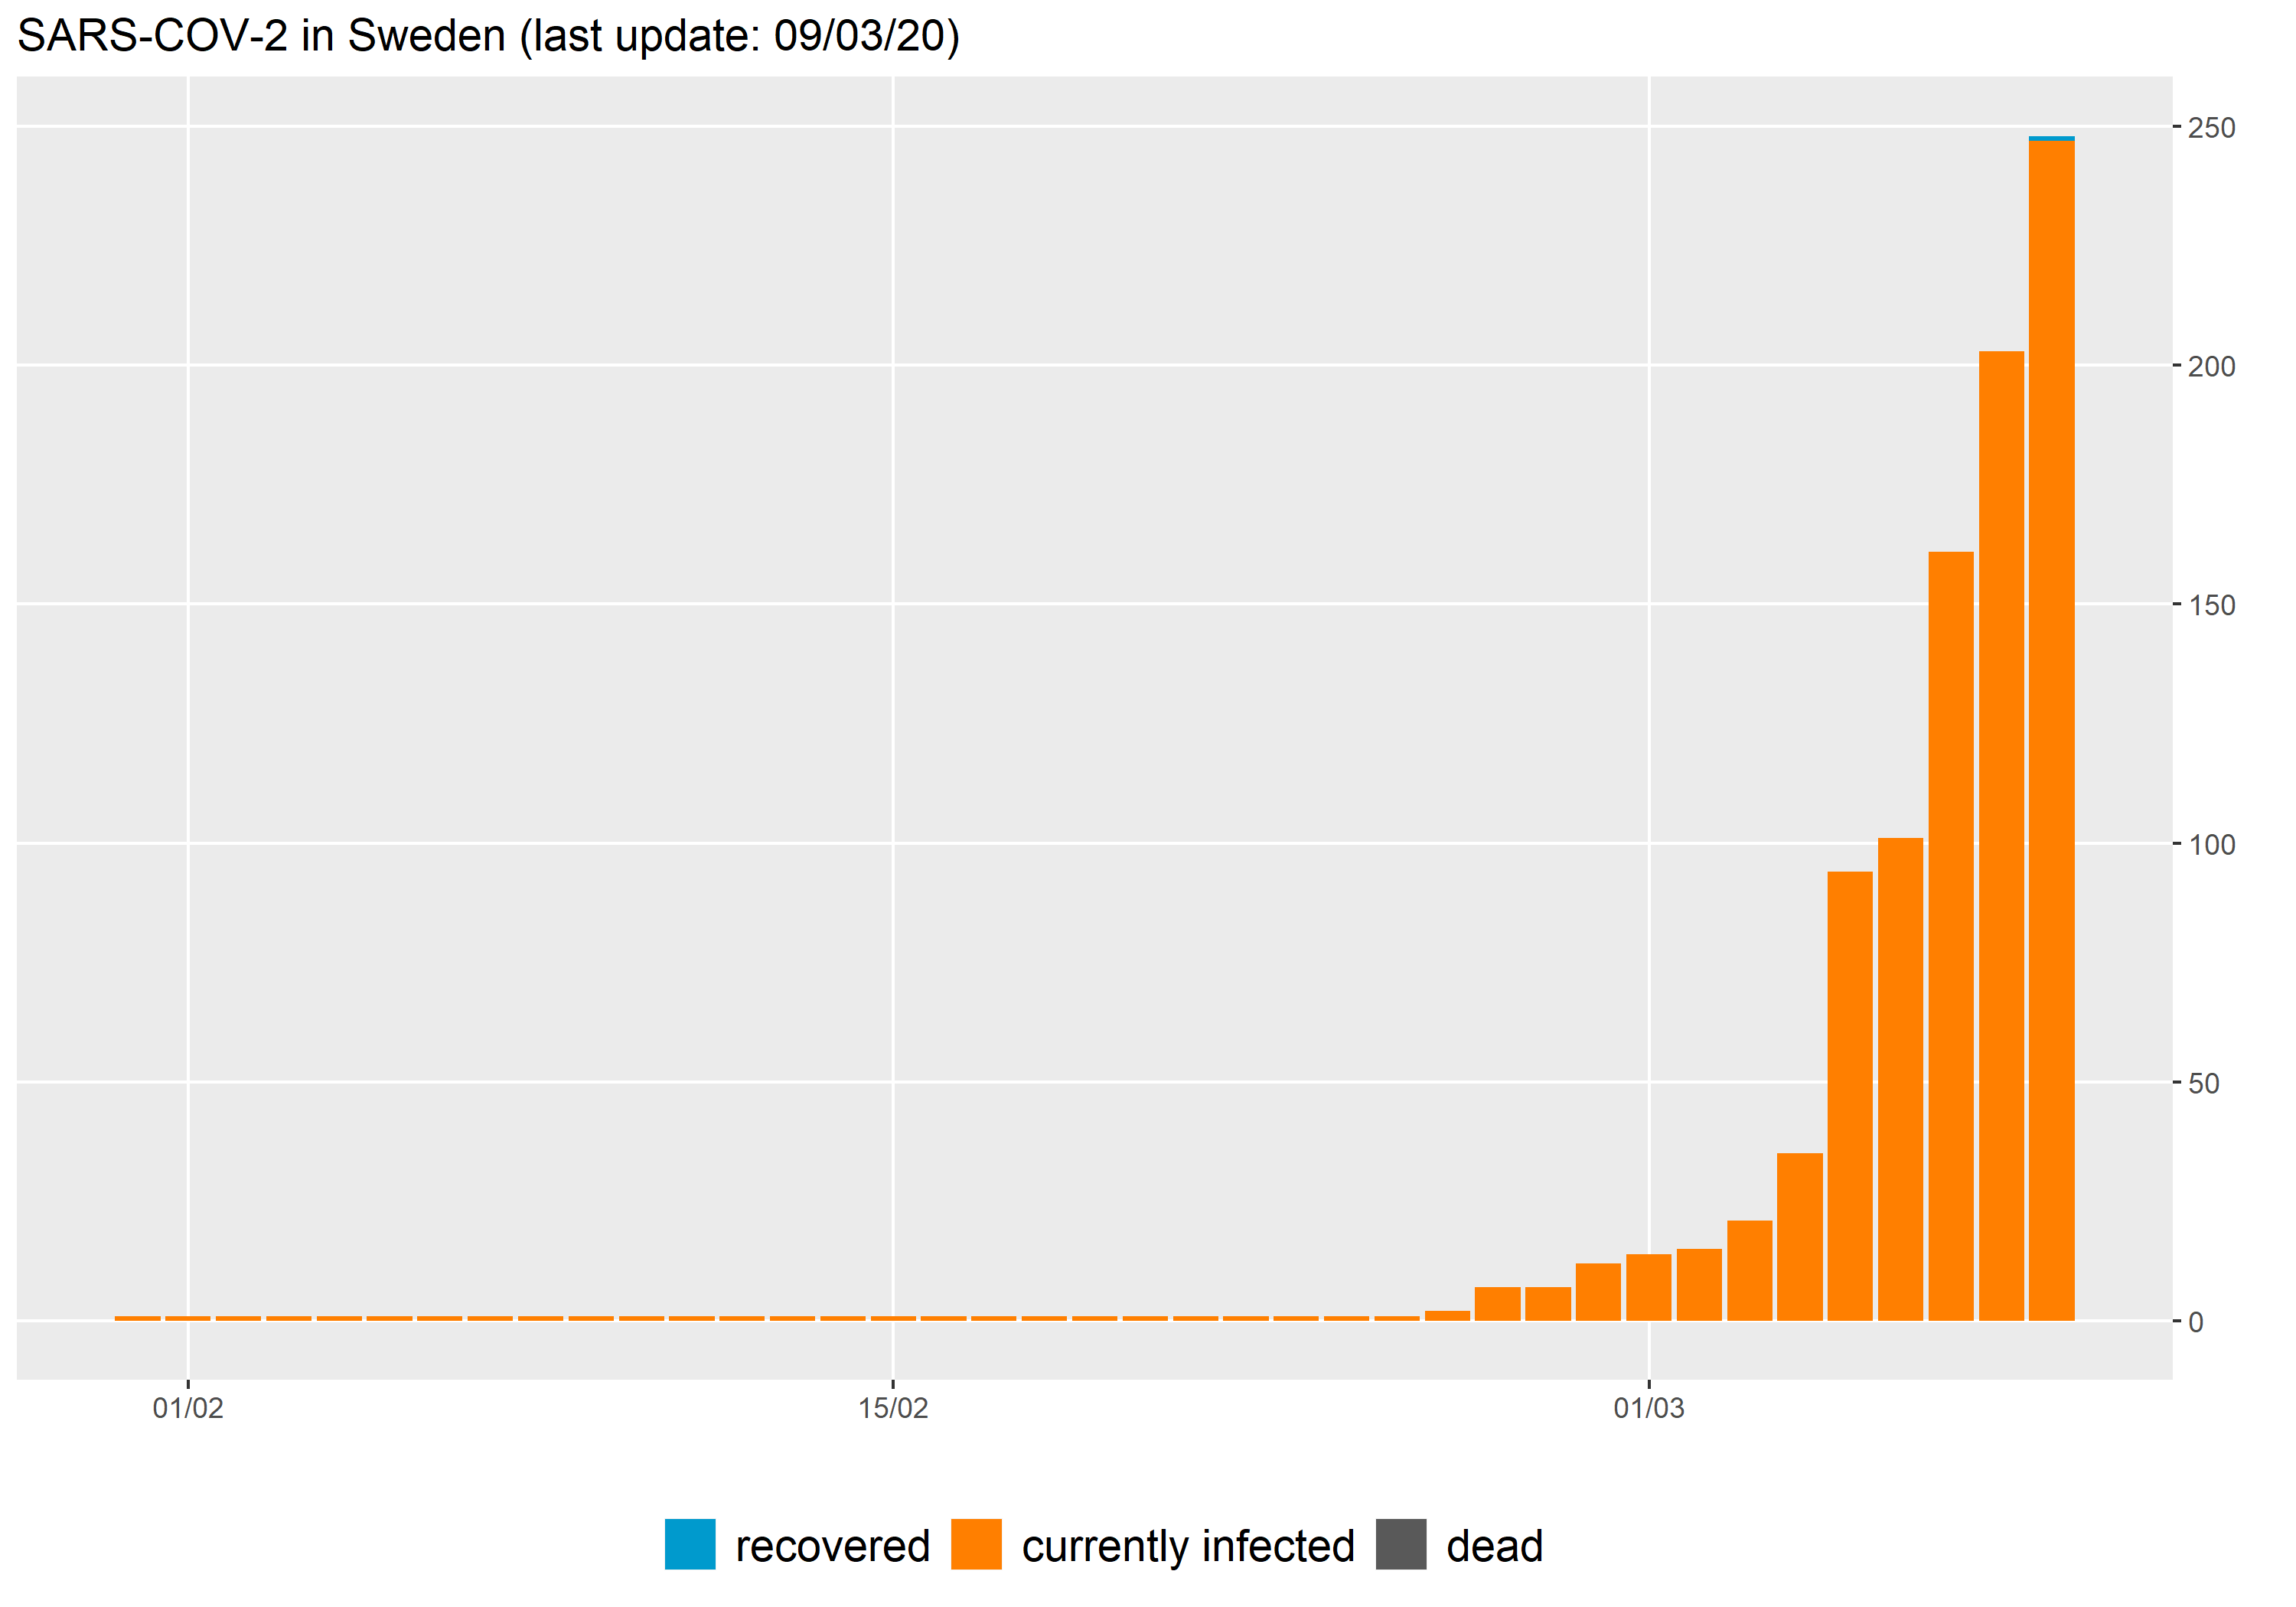 SARS-COV-2 in Sweden (last update: 09/03/20)
250
200
150
100
50
0
01/02 15/02 01/03
recovered currently infected dead